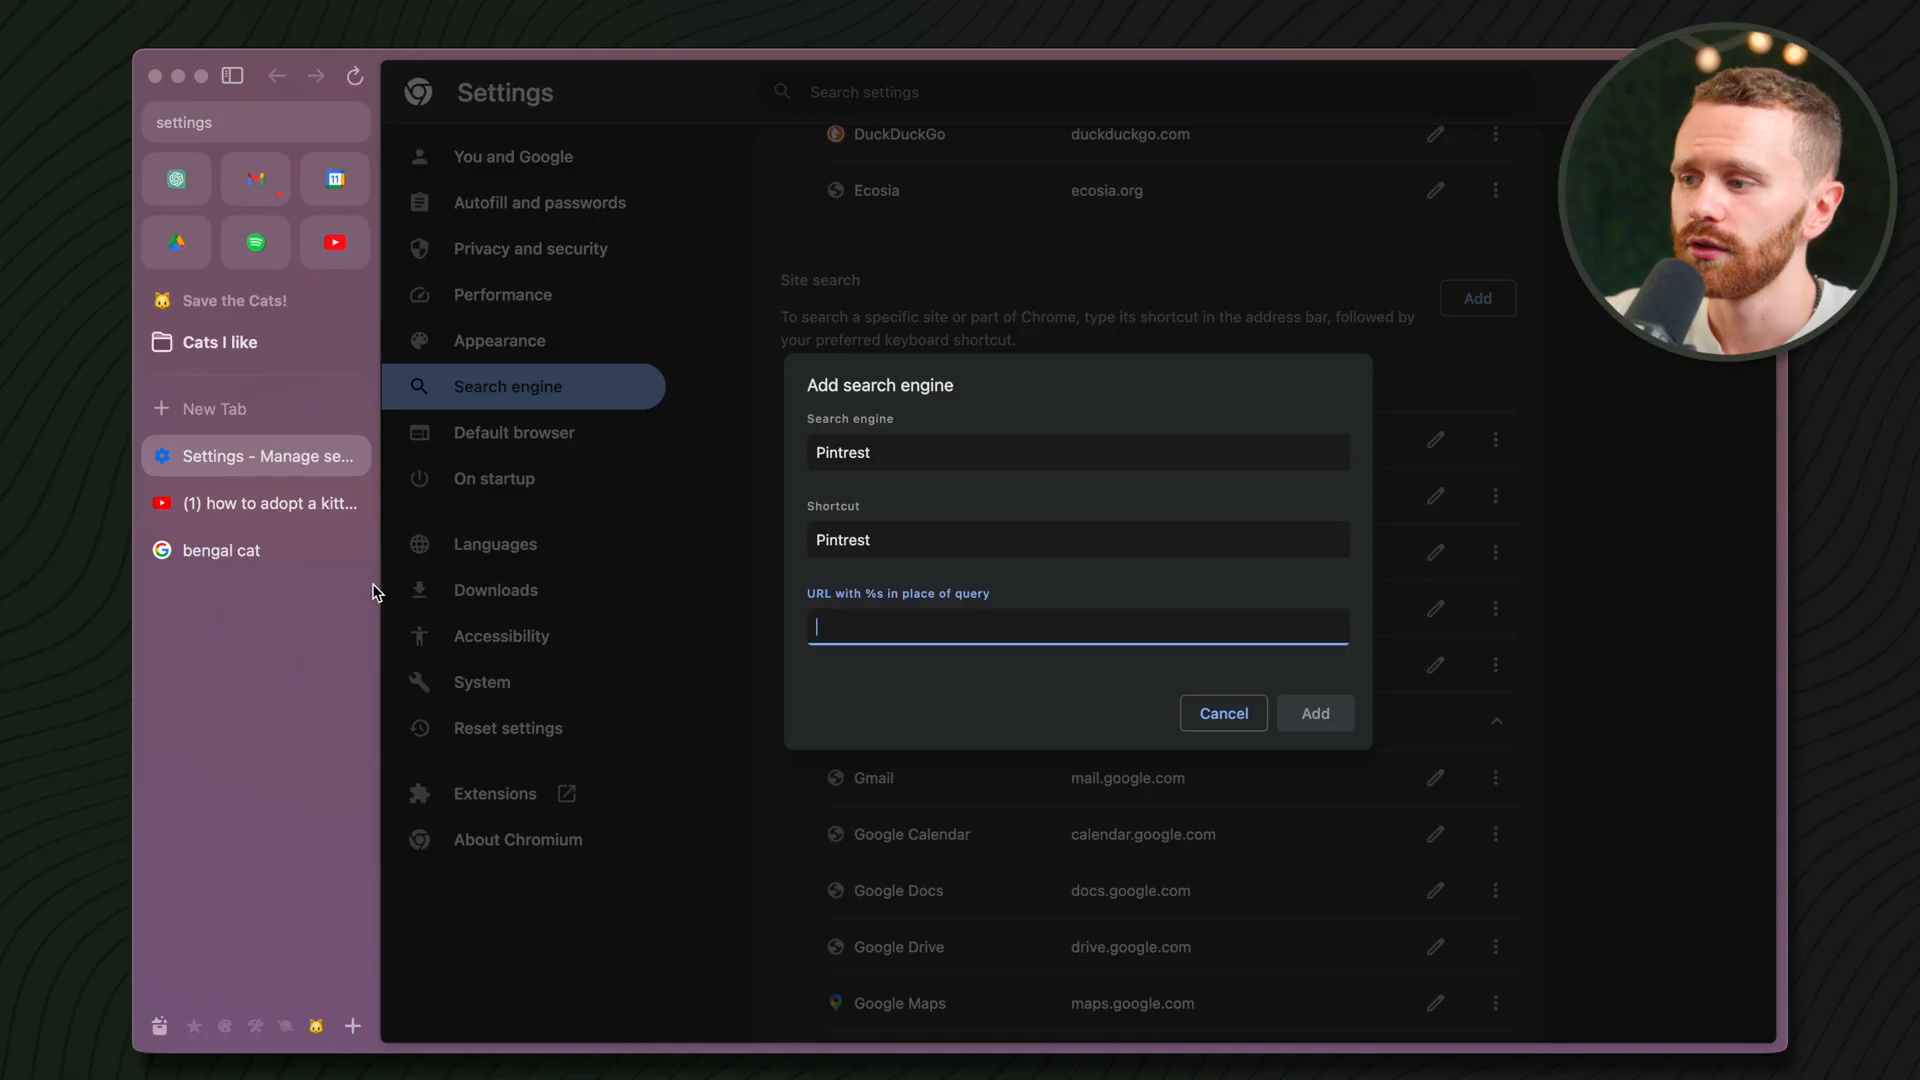 settings
11
Save the Cats!
Cats I like
New Tab
Settings - Manage se...
(1) how to adopt a kitt...
bengal cat
Settings
Search settings
You and Google
Autofill and passwords
Privacy and security
Performance
Appearance
Search engine
Default browser
On startup
Languages
Downloads
Accessibility
System
Reset settings
Extensions
About Chromium
DuckDuckGo duckduckgo.com
Ecosia ecosia.org
Site search
Add
To search a specific site or part of Chrome, type its shortcut in the address bar, followed by
your preferred keyboard shortcut.
Add search engine
Search engine
Pintrest
Shortcut
Pintrest
URL with %s in place of query
Cancel Add
Gmail mail.google.com
Google Calendar calendar.google.com
Google Docs docs.google.com
Google Drive drive.google.com
Google Maps maps.google.com